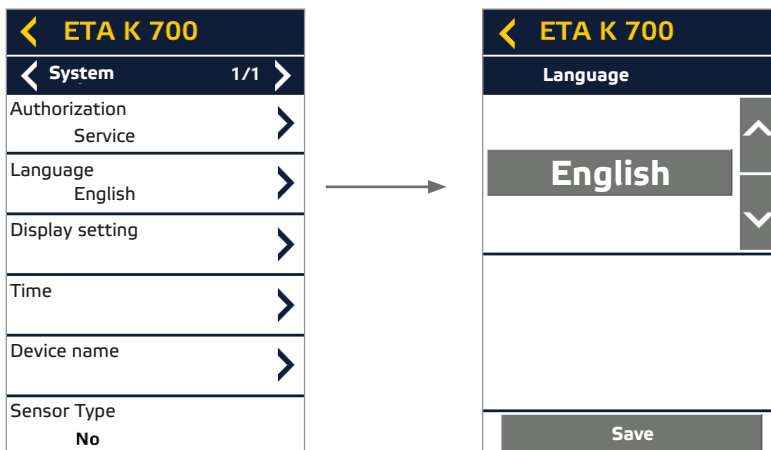 ETA K 700
System 1/1
Authorization
Service
Language
English
Display setting
Time
Device name
Sensor Type
No
ETA K 700
Language
English
Save